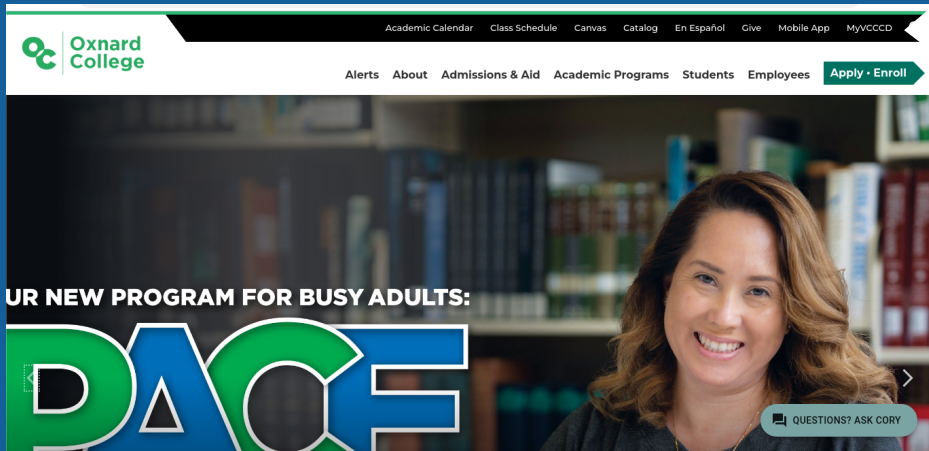 Academic Calendar Class Schedule Canvas Catalog En Español Give Mobile App MyVCCCD
Oxnard
College
Alerts About Admissions & Aid Academic Programs Students Employees Apply • Enroll
UR NEW PROGRAM FOR BUSY ADULTS:
PACE
QUESTIONS? ASK CORY